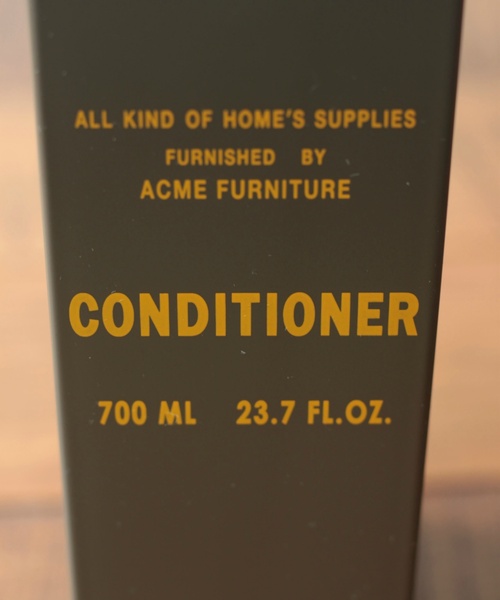 ALL KIND OF HOME'S SUPPLIES
FURNISHED BY
ACME FURNITURE
CONDITIONER
700 ML 23.7 FL.OZ.